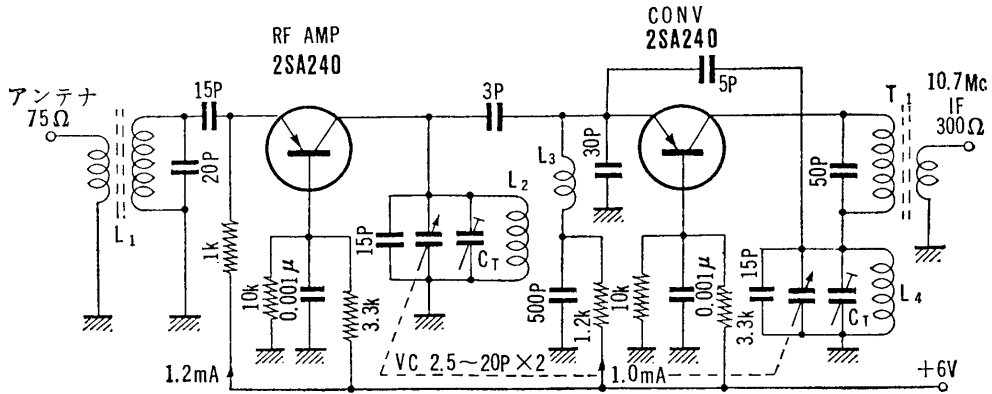 RF AMP
2SA240
CONV
2SA240
アンテナ
75Ω
15P
20P
L1
1k
10k
0.001μ
3.3k
1.2mA
3P
15P
CT
L2
VC 2.5~20P×2
L3
30P
500P
1.2k
1.0mA
5P
10k
0.001μ
3.3k
T1
50P
10.7Mc
IF
300Ω
15P
CT
L4
+6V